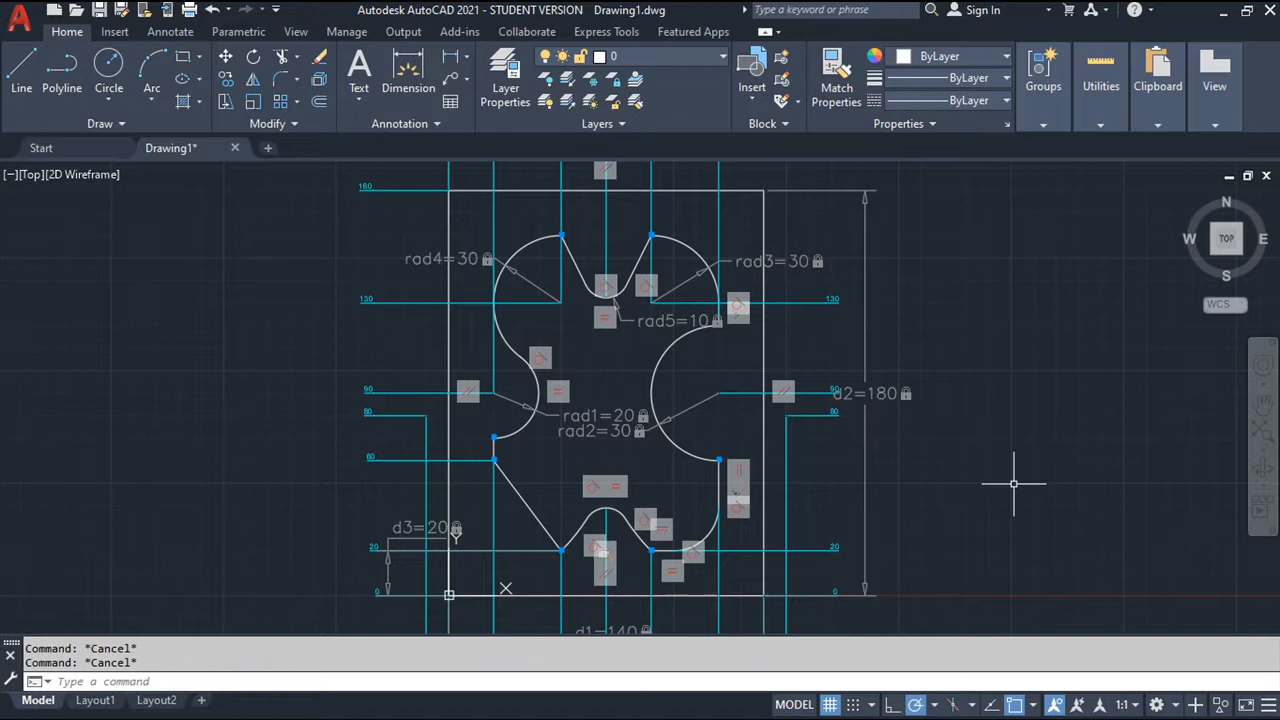 Autodesk AutoCAD 2021 - STUDENT VERSION Drawing1.dwg
Type a keyword or phrase
Sign In
Home Insert Annotate Parametric View Manage Output Add-ins Collaborate Express Tools Featured Apps
Line Polyline Circle Arc
Text Dimension
Layer Properties
0
Insert
Match Properties
ByLayer
ByLayer
ByLayer
Groups Utilities Clipboard View
Draw Modify Annotation Layers Block Properties
Start Drawing1*
[−][Top][2D Wireframe]
180
N
W TOP E
S
WCS
rad4=30
rad3=30
130 130
rad5=10
90 90
d2=180
80 80
rad1=20
rad2=30
60
d3=20
20 20
0 0
d1=140
Command: *Cancel*
Command: *Cancel*
Type a command
Model Layout1 Layout2
MODEL 1:1